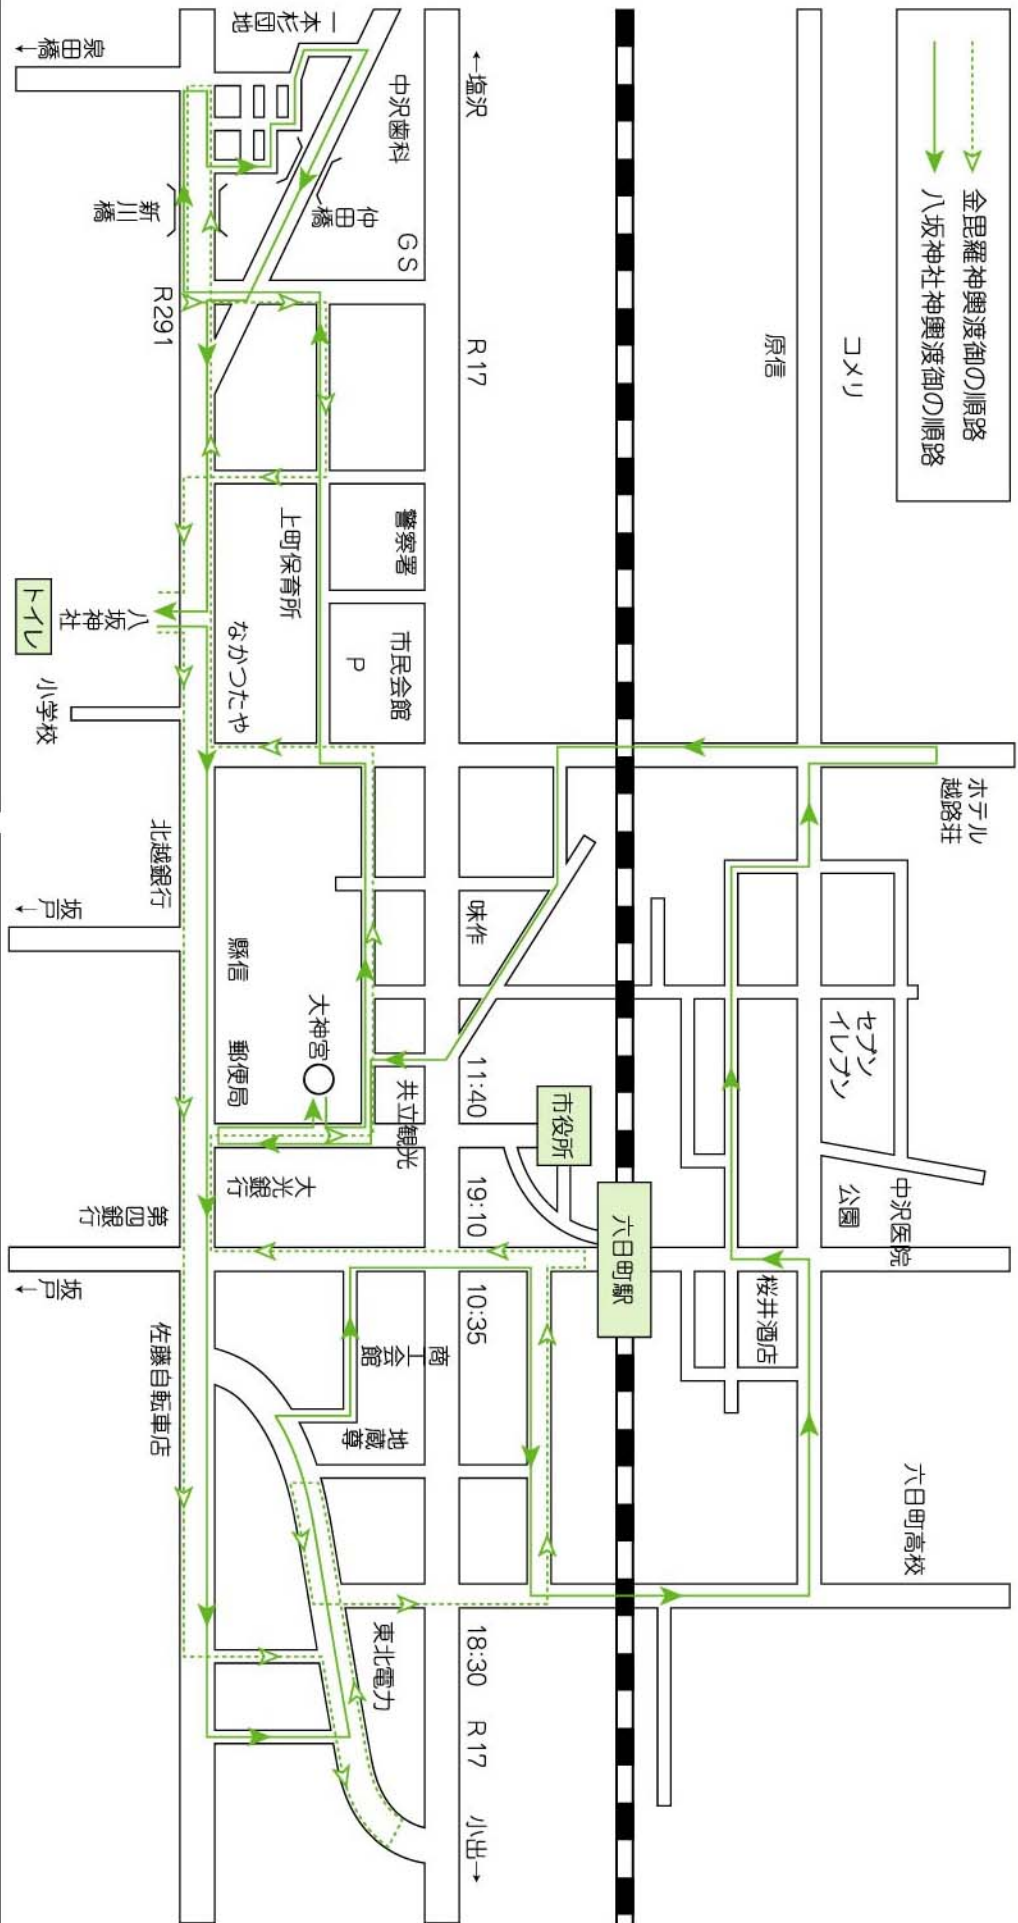 金毘羅神輿渡御の順路
八坂神社神輿渡御の順路
コメリ
原信
ホテル
越路荘
セブン
イレブン
中沢医院
公園
桜井酒店
六日町高校
六日町駅
市役所
←塩沢
R17
味作
11:40
19:10
10:35
18:30
R17
小出→
中沢歯科
GS
仲田橋
警察署
市民会館
P
共立観光
商工会館
地蔵尊
東北電力
一本杉団地
上町保育所
なかつたや
大神宮
縣信
郵便局
大光銀行
新川橋
R291
北越銀行
第四銀行
佐藤自転車店
泉田橋→
八坂神社
トイレ
小学校
坂戸→
坂戸→